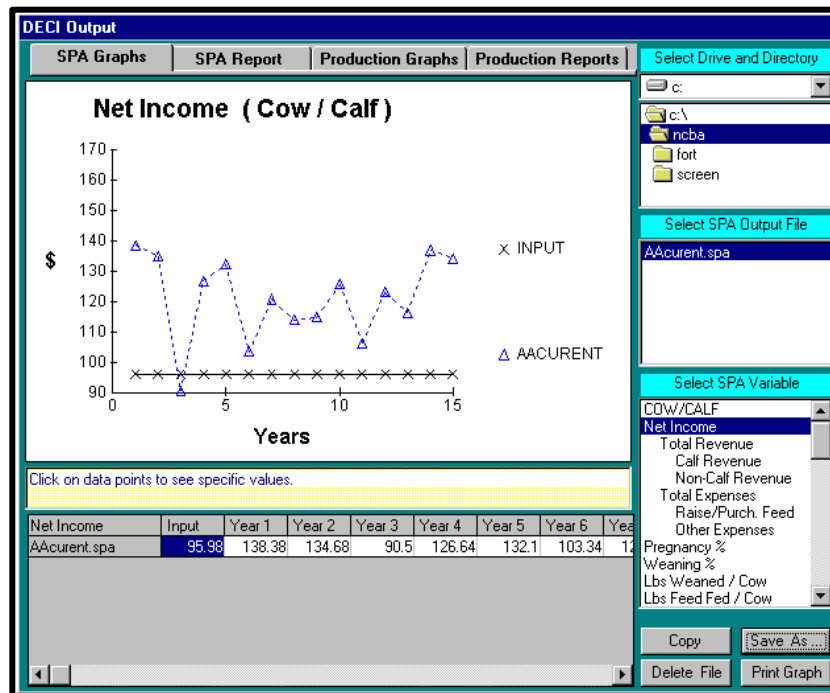 DECI Output
SPA Graphs
SPA Report
Production Graphs
Production Reports
Net Income ( Cow / Calf )
170
160
150
140
130
120
110
100
90
$
0
5
10
15
Years
INPUT
AACURENT
Click on data points to see specific values.
Net Income Input Year 1 Year 2 Year 3 Year 4 Year 5 Year 6
AAcurent.spa 95.98 138.38 134.68 90.5 126.64 132.1 103.34
Select Drive and Directory
c:
c:\
ncba
fort
screen
Select SPA Output File
AAcurent.spa
Select SPA Variable
COW/CALF
Net Income
Total Revenue
Calf Revenue
Non-Calf Revenue
Total Expenses
Raise/Purch. Feed
Other Expenses
Pregnancy %
Weaning %
Lbs Weaned / Cow
Lbs Feed Fed / Cow
Copy
Save As ...
Delete File
Print Graph